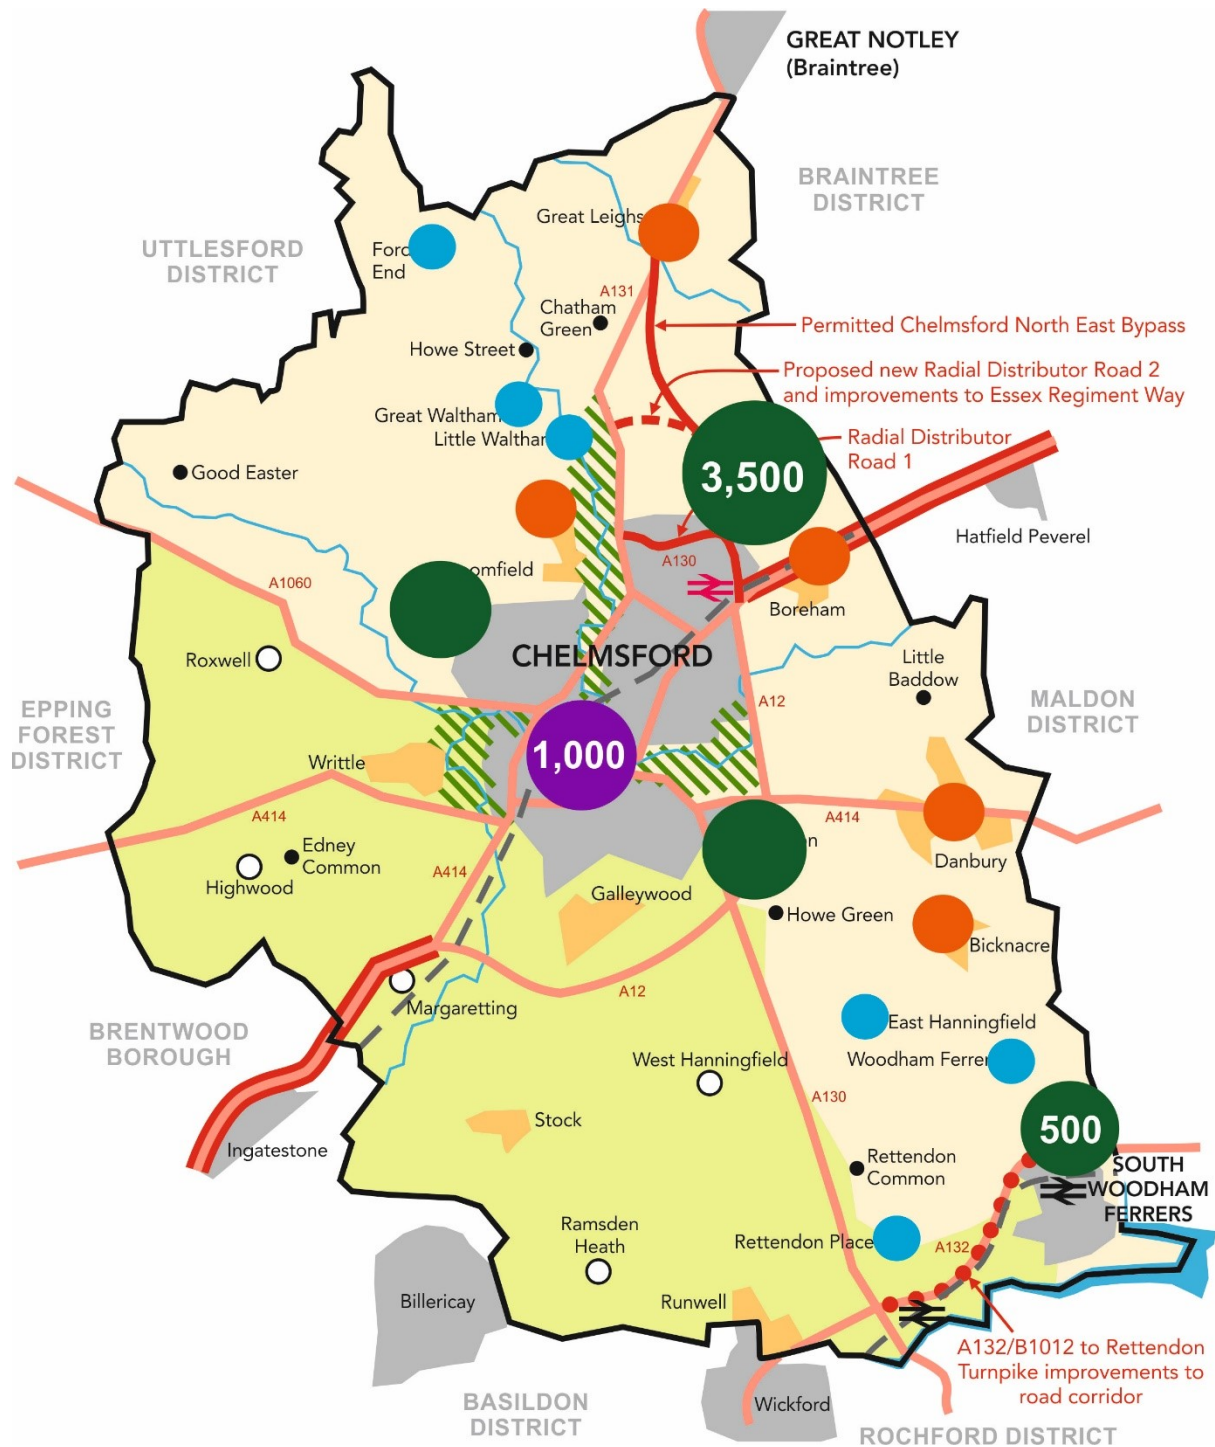 GREAT NOTLEY
(Braintree)
BRAINTREE
DISTRICT
UTTLESFORD
DISTRICT
Great Leighs
End
A131
Chatham
Green
Permitted Chelmsford North East Bypass
Howe Street
Proposed new Radial Distributor Road 2
and improvements to Essex Regiment Way
Great Waltham
Little
Radial Distributor
Road 1
Good Easter
3,500
Hatfield Peverel
A130
A1060
Boreham
CHELMSFORD
Roxwell
Little
Baddow
A12
EPPING
FOREST
DISTRICT
MALDON
DISTRICT
1,000
Writtle
A414
A414
Edney
Common
Highwood
A414
Danbury
Galleywood
Howe Green
Bicknacre
A12
Margaretting
East Hanningfield
BRENTWOOD
BOROUGH
West Hanningfield
Woodham
A130
Stock
500
Ingatestone
Rettendon
Common
SOUTH
WOODHAM
FERRERS
Ramsden
Heath
Rettendon Place
A132
Billericay
Runwell
A132/B1012 to Rettendon
Turnpike improvements to
road corridor
BASILDON
DISTRICT
Wickford
ROCHFORD DISTRICT